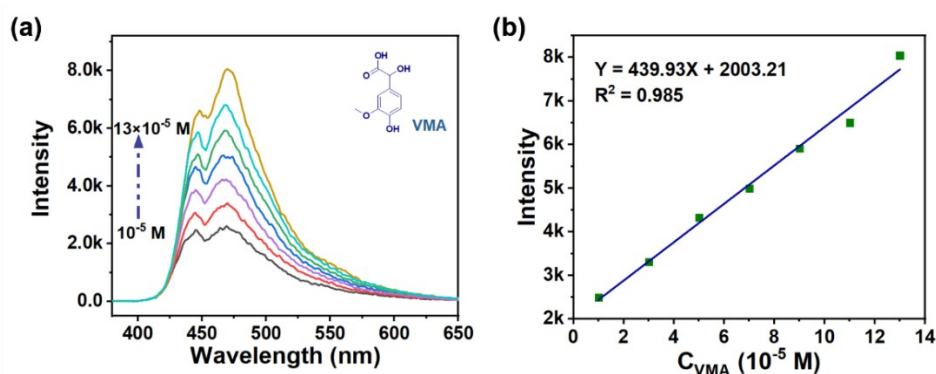 (a)
8.0k
6.0k
4.0k
2.0k
0.0
400
450
500
550
600
650
Wavelength (nm)
Intensity
13×10⁻⁵ M
10⁻⁵ M
OH
O
OH
O
OH
VMA
(b)
Y = 439.93X + 2003.21
R² = 0.985
8k
7k
6k
5k
4k
3k
2k
0
2
4
6
8
10
12
14
Intensity
C_VMA (10⁻⁵ M)